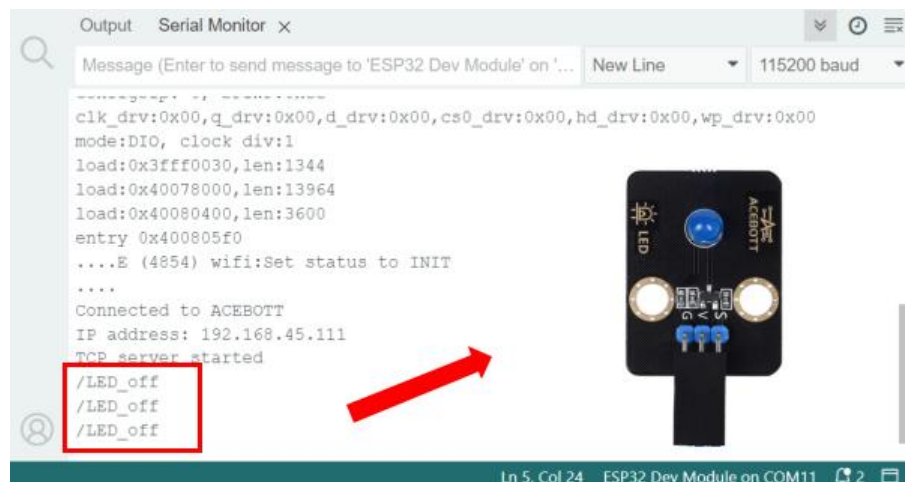 Output Serial Monitor ×
Message (Enter to send message to 'ESP32 Dev Module' on '... New Line 115200 baud
clk_drv:0x00,q_drv:0x00,d_drv:0x00,cs0_drv:0x00,hd_drv:0x00,wp_drv:0x00
mode:DIO, clock div:1
load:0x3fff0030,len:1344
load:0x40078000,len:13964
load:0x40080400,len:3600
entry 0x400805f0
....E (4854) wifi:Set status to INIT
....
Connected to ACEBOTT
IP address: 192.168.45.111
TCP server started
/LED_off
/LED_off
/LED_off
LED
ACEBOTT
G V S
Ln 5, Col 24 ESP32 Dev Module on COM11 2